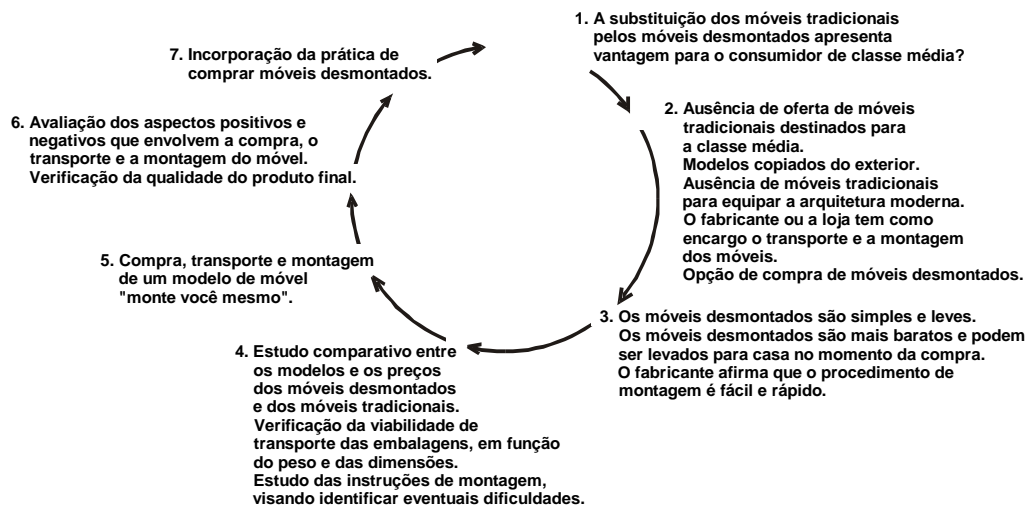 1. A substituição dos móveis tradicionais
pelos móveis desmontados apresenta
vantagem para o consumidor de classe média?
2. Ausência de oferta de móveis
tradicionais destinados para
a classe média.
Modelos copiados do exterior.
Ausência de móveis tradicionais
para equipar a arquitetura moderna.
O fabricante ou a loja tem como
encargo o transporte e a montagem
dos móveis.
Opção de compra de móveis desmontados.
3. Os móveis desmontados são simples e leves.
Os móveis desmontados são mais baratos e podem
ser levados para casa no momento da compra.
O fabricante afirma que o procedimento de
montagem é fácil e rápido.
4. Estudo comparativo entre
os modelos e os preços
dos móveis desmontados
e dos móveis tradicionais.
Verificação da viabilidade de
transporte das embalagens, em função
do peso e das dimensões.
Estudo das instruções de montagem,
visando identificar eventuais dificuldades.
5. Compra, transporte e montagem
de um modelo de móvel
"monte você mesmo".
6. Avaliação dos aspectos positivos e
negativos que envolvem a compra, o
transporte e a montagem do móvel.
Verificação da qualidade do produto final.
7. Incorporação da prática de
comprar móveis desmontados.